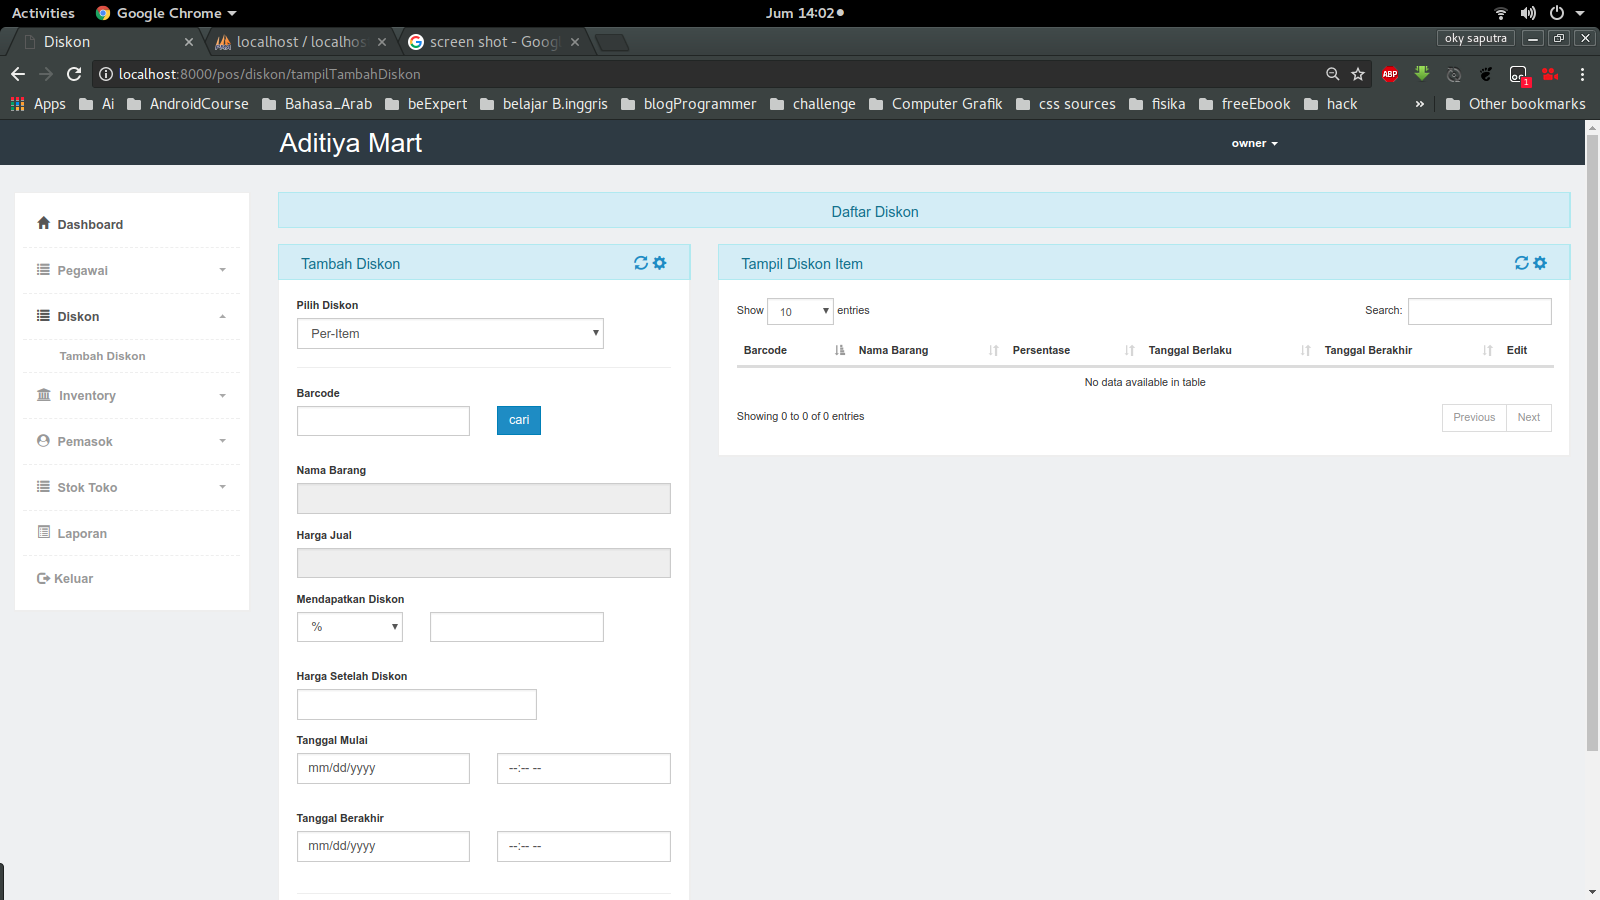 Activities Google Chrome Jum 14:02
Diskon localhost / localhos screen shot - Goog oky saputra
localhost:8000/pos/diskon/tampilTambahDiskon ABP 1
Apps Ai AndroidCourse Bahasa_Arab beExpert belajar B.inggris blogProgrammer challenge Computer Grafik css sources fisika freeEbook hack » Other bookmarks
Aditiya Mart owner
Dashboard
Pegawai
Diskon
Tambah Diskon
Inventory
Pemasok
Stok Toko
Laporan
Keluar
Daftar Diskon
Tambah Diskon
Pilih Diskon
Per-Item
Barcode
cari
Nama Barang
Harga Jual
Mendapatkan Diskon
%
Harga Setelah Diskon
Tanggal Mulai
mm/dd/yyyy --:-- --
Tanggal Berakhir
mm/dd/yyyy --:-- --
Tampil Diskon Item
Show 10 entries Search:
Barcode Nama Barang Persentase Tanggal Berlaku Tanggal Berakhir Edit
No data available in table
Showing 0 to 0 of 0 entries Previous Next